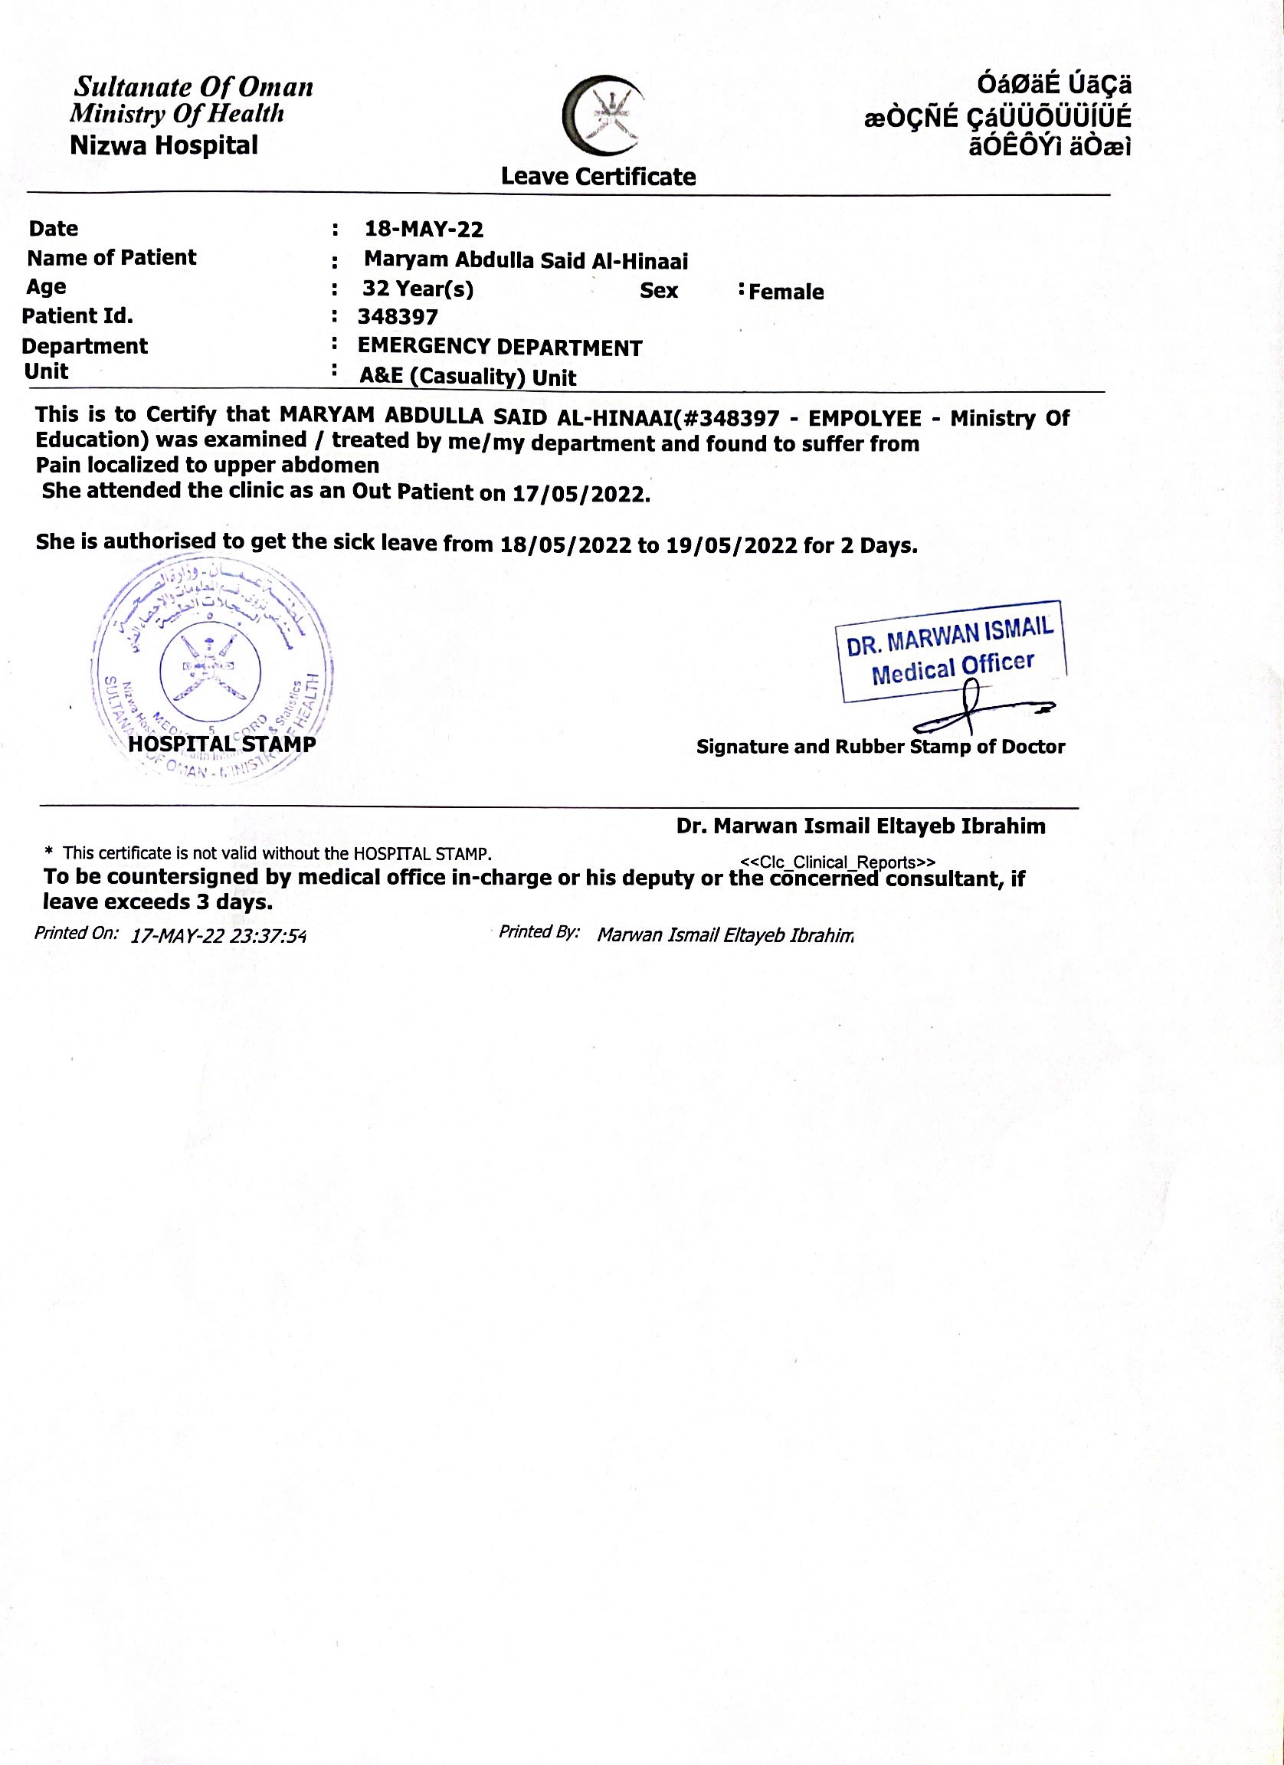 Sultanate Of Oman
Ministry Of Health
Nizwa Hospital
ÓáØäÉ ÚãÇä
æÒÇÑÉ ÇáÜÜÕÜÜÍÜÉ
ãÓÊÔÝì äÒæì
Leave Certificate
Date : 18-MAY-22
Name of Patient : Maryam Abdulla Said Al-Hinaai
Age : 32 Year(s) Sex : Female
Patient Id. : 348397
Department : EMERGENCY DEPARTMENT
Unit : A&E (Casuality) Unit
This is to Certify that MARYAM ABDULLA SAID AL-HINAAI(#348397 - EMPOLYEE - Ministry Of
Education) was examined / treated by me/my department and found to suffer from
Pain localized to upper abdomen
She attended the clinic as an Out Patient on 17/05/2022.
She is authorised to get the sick leave from 18/05/2022 to 19/05/2022 for 2 Days.
سلطنة عمان - وزارة الصحة
السجلات الطبية
SULTANATE OF OMAN - MINISTRY OF HEALTH
HOSPITAL STAMP
DR. MARWAN ISMAIL
Medical Officer
Signature and Rubber Stamp of Doctor
Dr. Marwan Ismail Eltayeb Ibrahim
* This certificate is not valid without the HOSPITAL STAMP.
<<Clc_Clinical_Reports>>
To be countersigned by medical office in-charge or his deputy or the concerned consultant, if
leave exceeds 3 days.
Printed On: 17-MAY-22 23:37:54 Printed By: Marwan Ismail Eltayeb Ibrahim